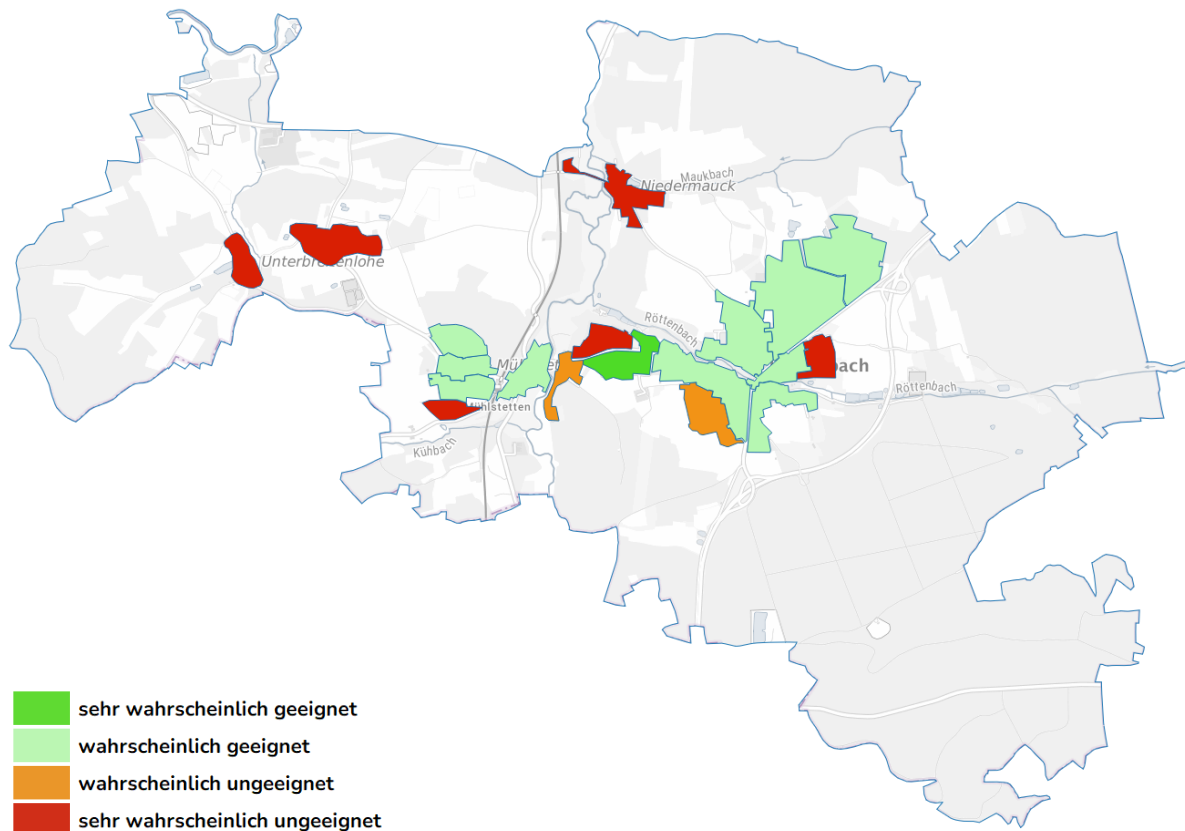 Maukbach
Niedermauck
Unterbreitenlohe
Röttenbach
bach
Röttenbach
Mühlstetten
Kühbach
sehr wahrscheinlich geeignet
wahrscheinlich geeignet
wahrscheinlich ungeeignet
sehr wahrscheinlich ungeeignet